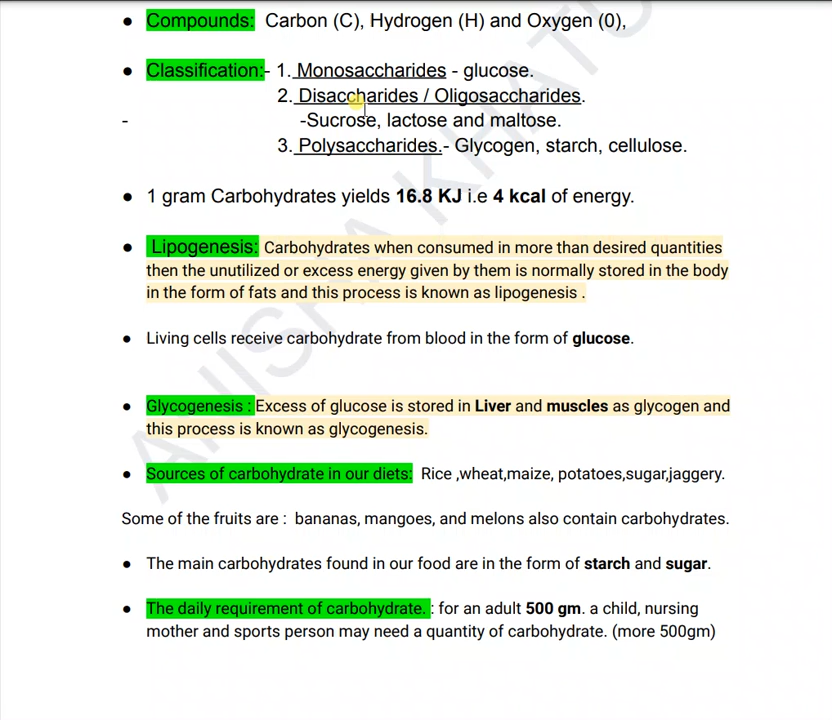 ● Compounds: Carbon (C), Hydrogen (H) and Oxygen (0),
● Classification:- 1. Monosaccharides - glucose.
2. Disaccharides / Oligosaccharides.
- -Sucrose, lactose and maltose.
3. Polysaccharides.- Glycogen, starch, cellulose.
● 1 gram Carbohydrates yields 16.8 KJ i.e 4 kcal of energy.
● Lipogenesis: Carbohydrates when consumed in more than desired quantities
then the unutilized or excess energy given by them is normally stored in the body
in the form of fats and this process is known as lipogenesis .
● Living cells receive carbohydrate from blood in the form of glucose.
● Glycogenesis : Excess of glucose is stored in Liver and muscles as glycogen and
this process is known as glycogenesis.
● Sources of carbohydrate in our diets: Rice ,wheat,maize, potatoes,sugar,jaggery.
Some of the fruits are : bananas, mangoes, and melons also contain carbohydrates.
● The main carbohydrates found in our food are in the form of starch and sugar.
● The daily requirement of carbohydrate. : for an adult 500 gm. a child, nursing
mother and sports person may need a quantity of carbohydrate. (more 500gm)